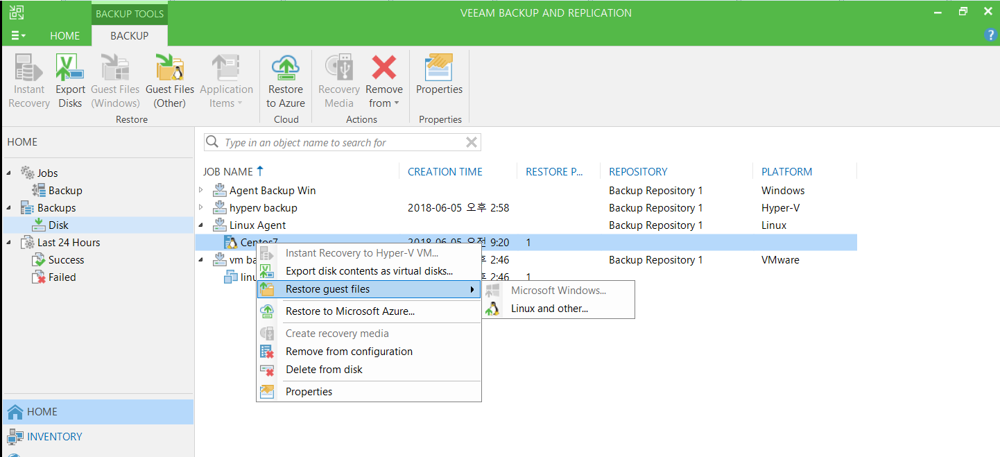 BACKUP TOOLS
VEEAM BACKUP AND REPLICATION
HOME
BACKUP
?
Instant Recovery
Export Disks
Guest Files (Windows)
Guest Files (Other)
Application Items
Restore to Azure
Recovery Media
Remove from
Properties
Restore
Cloud
Actions
Properties
HOME
Type in an object name to search for
Jobs
Backup
Backups
Disk
Last 24 Hours
Success
Failed
JOB NAME CREATION TIME RESTORE P... REPOSITORY PLATFORM
Agent Backup Win Backup Repository 1 Windows
hyperv backup 2018-06-05 오후 2:58 Backup Repository 1 Hyper-V
Linux Agent Backup Repository 1 Linux
Centos7 2018-06-05 오전 9:20 1
vm ba 2:46 Backup Repository 1 VMware
linu 2:46 1
Instant Recovery to Hyper-V VM...
Export disk contents as virtual disks...
Restore guest files
Restore to Microsoft Azure...
Create recovery media
Remove from configuration
Delete from disk
Properties
Microsoft Windows...
Linux and other...
HOME
INVENTORY